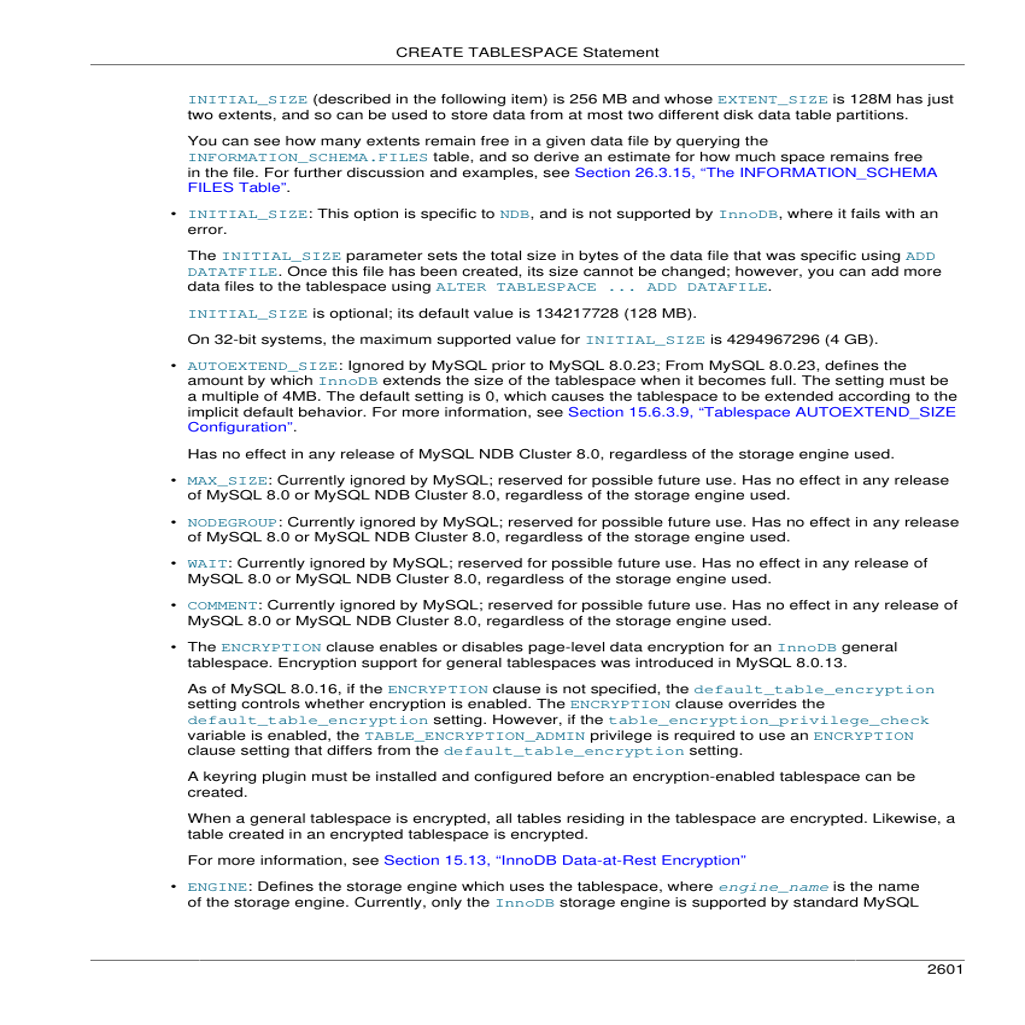 CREATE TABLESPACE Statement
INITIAL_SIZE (described in the following item) is 256 MB and whose EXTENT_SIZE is 128M has just
two extents, and so can be used to store data from at most two different disk data table partitions.
You can see how many extents remain free in a given data file by querying the
INFORMATION_SCHEMA.FILES table, and so derive an estimate for how much space remains free
in the file. For further discussion and examples, see Section 26.3.15, “The INFORMATION_SCHEMA
FILES Table”.
• INITIAL_SIZE: This option is specific to NDB, and is not supported by InnoDB, where it fails with an
error.
The INITIAL_SIZE parameter sets the total size in bytes of the data file that was specific using ADD
DATATFILE. Once this file has been created, its size cannot be changed; however, you can add more
data files to the tablespace using ALTER TABLESPACE ... ADD DATAFILE.
INITIAL_SIZE is optional; its default value is 134217728 (128 MB).
On 32-bit systems, the maximum supported value for INITIAL_SIZE is 4294967296 (4 GB).
• AUTOEXTEND_SIZE: Ignored by MySQL prior to MySQL 8.0.23; From MySQL 8.0.23, defines the
amount by which InnoDB extends the size of the tablespace when it becomes full. The setting must be
a multiple of 4MB. The default setting is 0, which causes the tablespace to be extended according to the
implicit default behavior. For more information, see Section 15.6.3.9, “Tablespace AUTOEXTEND_SIZE
Configuration”.
Has no effect in any release of MySQL NDB Cluster 8.0, regardless of the storage engine used.
• MAX_SIZE: Currently ignored by MySQL; reserved for possible future use. Has no effect in any release
of MySQL 8.0 or MySQL NDB Cluster 8.0, regardless of the storage engine used.
• NODEGROUP: Currently ignored by MySQL; reserved for possible future use. Has no effect in any release
of MySQL 8.0 or MySQL NDB Cluster 8.0, regardless of the storage engine used.
• WAIT: Currently ignored by MySQL; reserved for possible future use. Has no effect in any release of
MySQL 8.0 or MySQL NDB Cluster 8.0, regardless of the storage engine used.
• COMMENT: Currently ignored by MySQL; reserved for possible future use. Has no effect in any release of
MySQL 8.0 or MySQL NDB Cluster 8.0, regardless of the storage engine used.
• The ENCRYPTION clause enables or disables page-level data encryption for an InnoDB general
tablespace. Encryption support for general tablespaces was introduced in MySQL 8.0.13.
As of MySQL 8.0.16, if the ENCRYPTION clause is not specified, the default_table_encryption
setting controls whether encryption is enabled. The ENCRYPTION clause overrides the
default_table_encryption setting. However, if the table_encryption_privilege_check
variable is enabled, the TABLE_ENCRYPTION_ADMIN privilege is required to use an ENCRYPTION
clause setting that differs from the default_table_encryption setting.
A keyring plugin must be installed and configured before an encryption-enabled tablespace can be
created.
When a general tablespace is encrypted, all tables residing in the tablespace are encrypted. Likewise, a
table created in an encrypted tablespace is encrypted.
For more information, see Section 15.13, “InnoDB Data-at-Rest Encryption”
• ENGINE: Defines the storage engine which uses the tablespace, where engine_name is the name
of the storage engine. Currently, only the InnoDB storage engine is supported by standard MySQL
2601